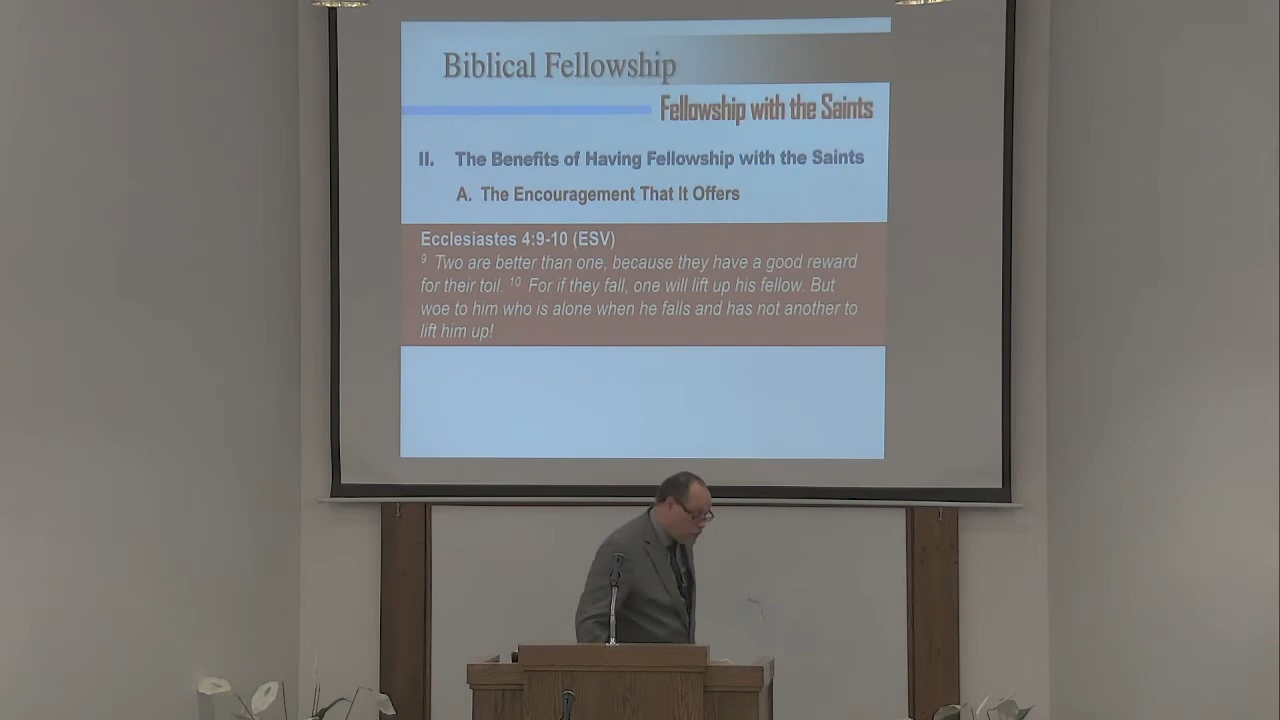 Biblical Fellowship
Fellowship with the Saints
II. The Benefits of Having Fellowship with the Saints
A. The Encouragement That It Offers
Ecclesiastes 4:9-10 (ESV)
9 Two are better than one, because they have a good reward
for their toil. 10 For if they fall, one will lift up his fellow. But
woe to him who is alone when he falls and has not another to
lift him up!